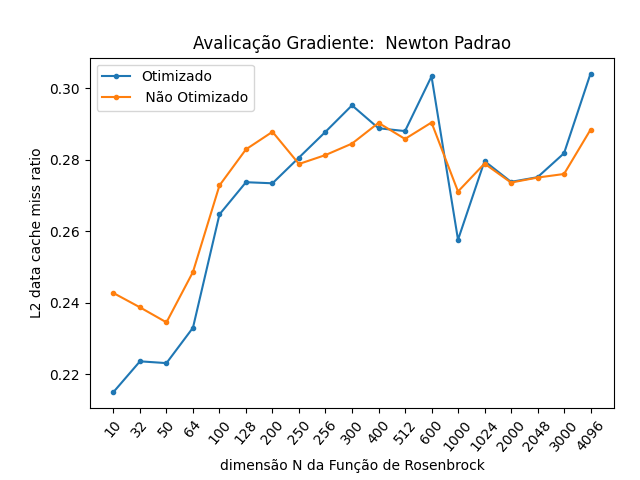 Avalicação Gradiente:  Newton Padrao
Otimizado
Não Otimizado
L2 data cache miss ratio
0.30
0.28
0.26
0.24
0.22
10 32 50 64 100 128 200 250 256 300 400 512 600 1000 1024 2000 2048 3000 4096
dimensão N da Função de Rosenbrock